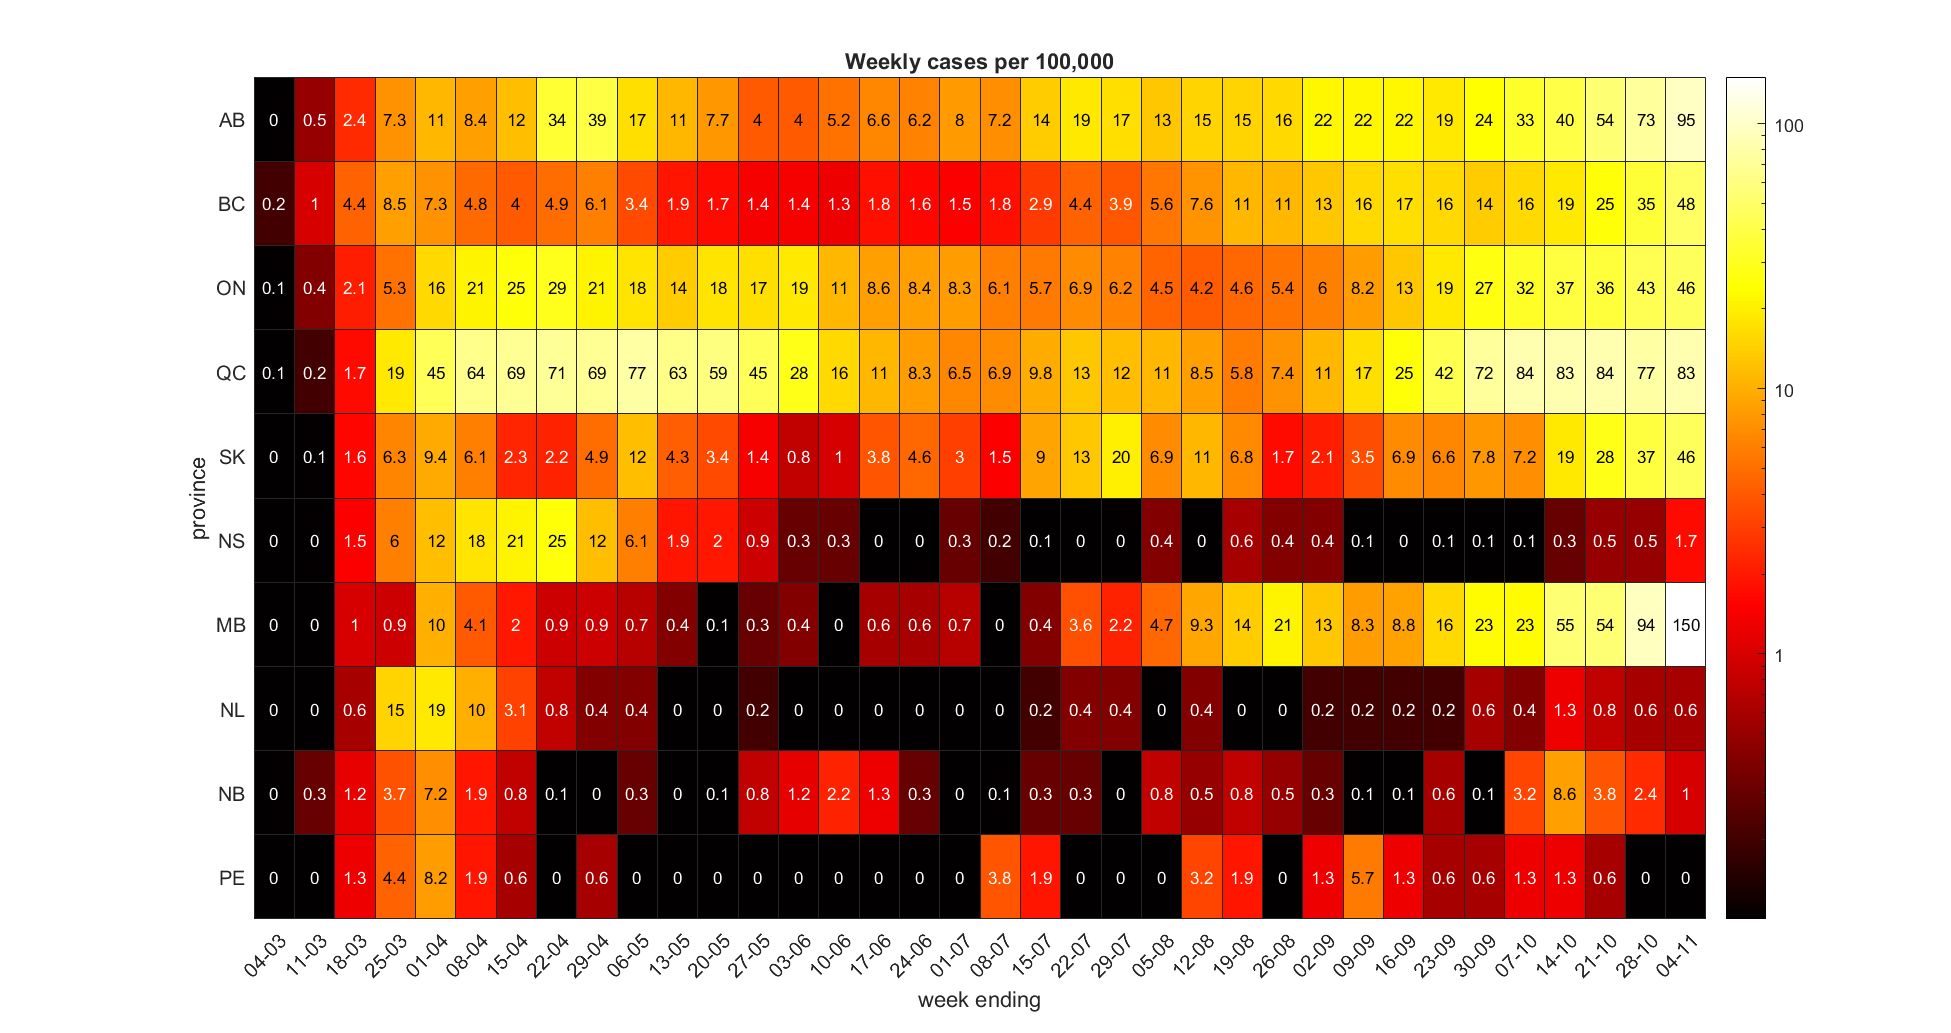 Weekly cases per 100,000
AB 0 0.5 2.4 7.3 11 8.4 12 34 39 17 11 7.7 4 4 5.2 6.6 6.2 8 7.2 14 19 17 13 15 15 16 22 22 22 19 24 33 40 54 73 95
BC 0.2 1 4.4 8.5 7.3 4.8 4 4.9 6.1 3.4 1.9 1.7 1.4 1.4 1.3 1.8 1.6 1.5 1.8 2.9 4.4 3.9 5.6 7.6 11 11 13 16 17 16 14 16 19 25 35 48
ON 0.1 0.4 2.1 5.3 16 21 25 29 21 18 14 18 17 19 11 8.6 8.4 8.3 6.1 5.7 6.9 6.2 4.5 4.2 4.6 5.4 6 8.2 13 19 27 32 37 36 43 46
QC 0.1 0.2 1.7 19 45 64 69 71 69 77 63 59 45 28 16 11 8.3 6.5 6.9 9.8 13 12 11 8.5 5.8 7.4 11 17 25 42 72 84 83 84 77 83
SK 0 0.1 1.6 6.3 9.4 6.1 2.3 2.2 4.9 12 4.3 3.4 1.4 0.8 1 3.8 4.6 3 1.5 9 13 20 6.9 11 6.8 1.7 2.1 3.5 6.9 6.6 7.8 7.2 19 28 37 46
NS 0 0 1.5 6 12 18 21 25 12 6.1 1.9 2 0.9 0.3 0.3 0 0 0.3 0.2 0.1 0 0 0.4 0 0.6 0.4 0.4 0.1 0 0.1 0.1 0.1 0.3 0.5 0.5 1.7
MB 0 0 1 0.9 10 4.1 2 0.9 0.9 0.7 0.4 0.1 0.3 0.4 0 0.6 0.6 0.7 0 0.4 3.6 2.2 4.7 9.3 14 21 13 8.3 8.8 16 23 23 55 54 94 150
NL 0 0 0.6 15 19 10 3.1 0.8 0.4 0.4 0 0 0.2 0 0 0 0 0 0 0.2 0.4 0.4 0 0.4 0 0 0.2 0.2 0.2 0.2 0.6 0.4 1.3 0.8 0.6 0.6
NB 0 0.3 1.2 3.7 7.2 1.9 0.8 0.1 0 0.3 0 0.1 0.8 1.2 2.2 1.3 0.3 0 0.1 0.3 0.3 0 0.8 0.5 0.8 0.5 0.3 0.1 0.1 0.6 0.1 3.2 8.6 3.8 2.4 1
PE 0 0 1.3 4.4 8.2 1.9 0.6 0 0.6 0 0 0 0 0 0 0 0 0 3.8 1.9 0 0 0 3.2 1.9 0 1.3 5.7 1.3 0.6 0.6 1.3 1.3 0.6 0 0
province
04-03 11-03 18-03 25-03 01-04 08-04 15-04 22-04 29-04 06-05 13-05 20-05 27-05 03-06 10-06 17-06 24-06 01-07 08-07 15-07 22-07 29-07 05-08 12-08 19-08 26-08 02-09 09-09 16-09 23-09 30-09 07-10 14-10 21-10 28-10 04-11
week ending
100
10
1